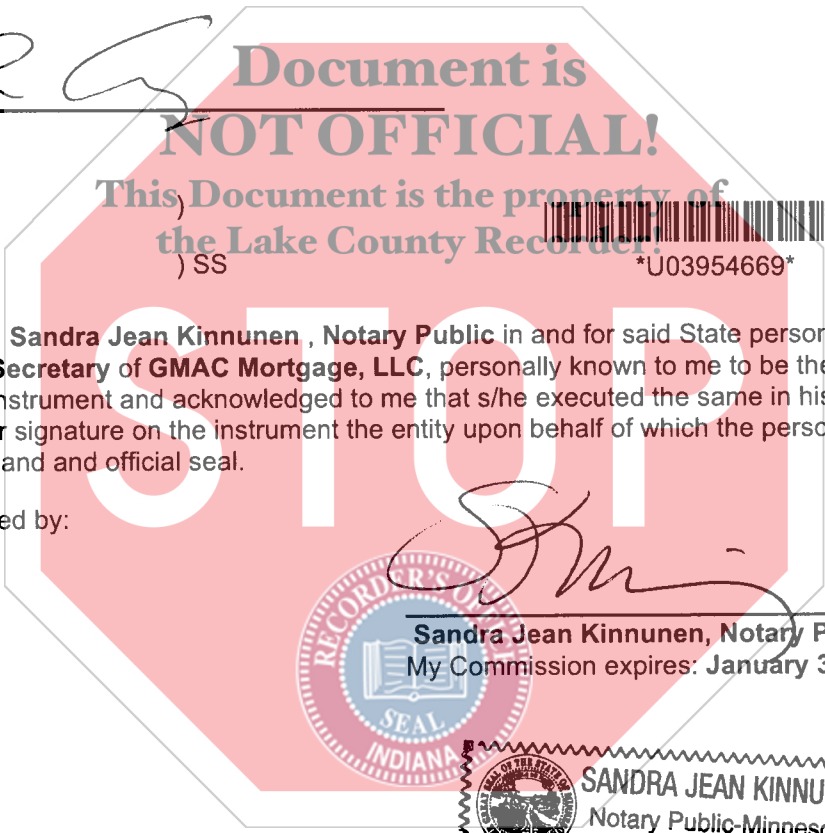 Document is
NOT OFFICIAL!
This Document is the property of
the Lake County Recorder!
)
) SS
*U03954669*
Sandra Jean Kinnunen , Notary Public in and for said State person
Secretary of GMAC Mortgage, LLC, personally known to me to be the
nstrument and acknowledged to me that s/he executed the same in his
r signature on the instrument the entity upon behalf of which the perso
and and official seal.
ed by:
STOP
RECORDER'S OFFICE
SEAL
INDIANA
Sandra Jean Kinnunen, Notary P
My Commission expires: January 3
SANDRA JEAN KINNU
Notary Public-Minneso